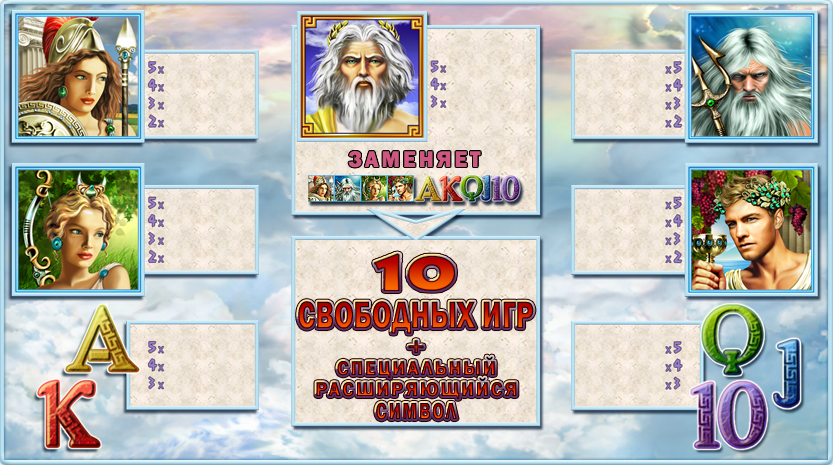 5x
4x
3x
2x
5x
4x
3x
x5
x4
x3
x2
ЗАМЕНЯЕТ
AKQJ10
5x
4x
3x
2x
x5
x4
x3
x2
10
СВОБОДНЫХ ИГР
+
СПЕЦИАЛЬНЫЙ
РАСШИРЯЮЩИЙСЯ
СИМВОЛ
A
K
5x
4x
3x
x5
x4
x3
Q
J
10